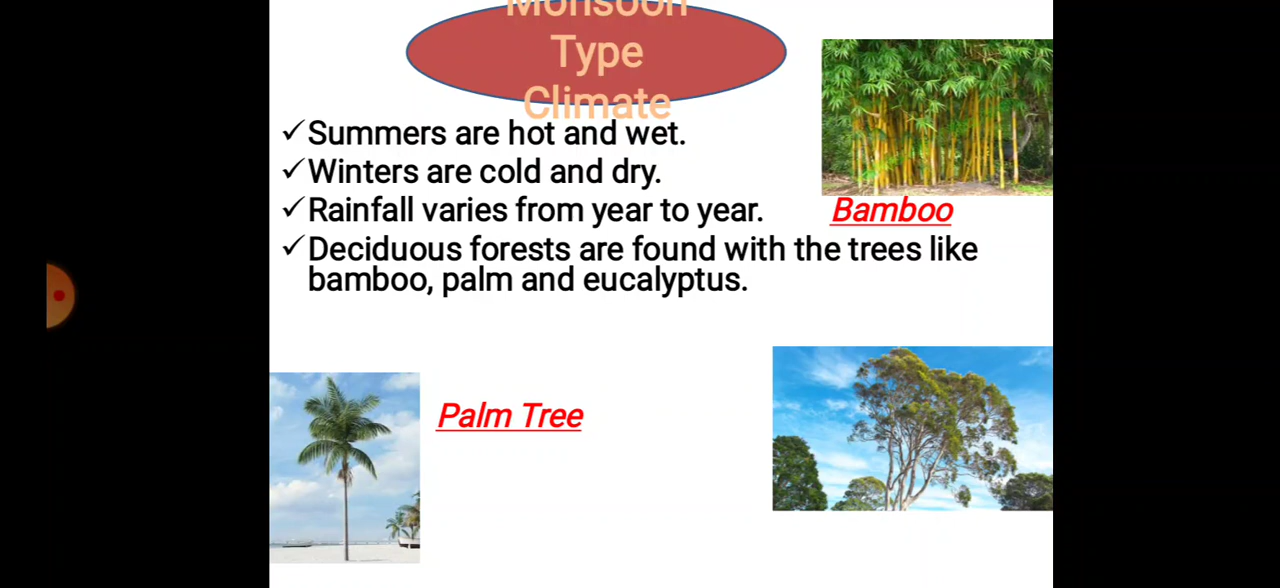 Monsoon
Type
Climate
✓Summers are hot and wet.
✓Winters are cold and dry.
✓Rainfall varies from year to year.
Bamboo
✓Deciduous forests are found with the trees like
bamboo, palm and eucalyptus.
Palm Tree